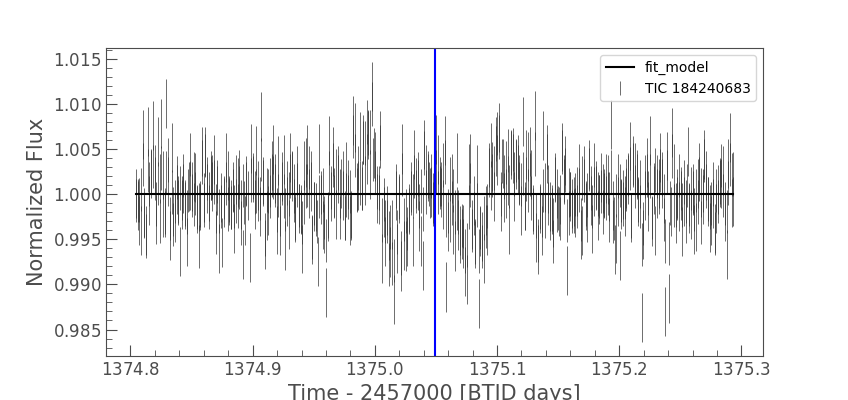 1.015
1.010
1.005
1.000
0.995
0.990
0.985
Normalized Flux
fit_model
TIC 184240683
1374.8 1374.9 1375.0 1375.1 1375.2 1375.3
Time - 2457000 [BTJD days]